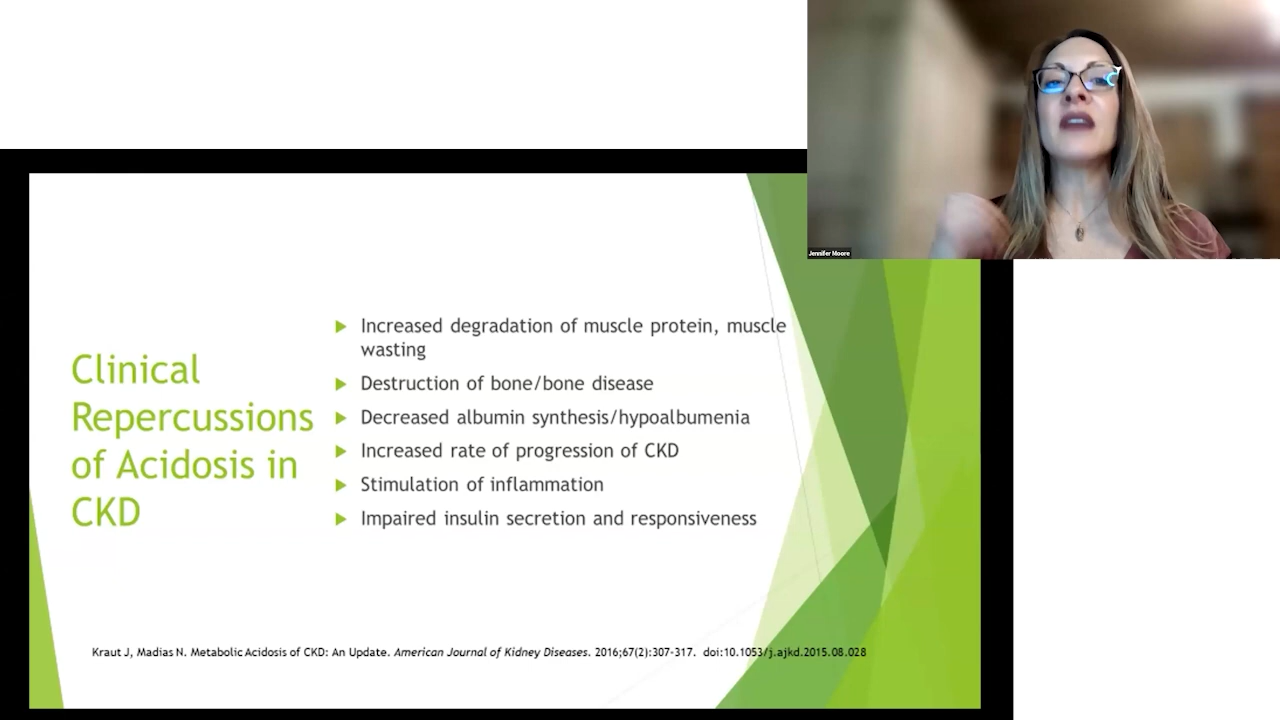 Jennifer Moore
Clinical
Repercussions
of Acidosis in
CKD
Increased degradation of muscle protein, muscle
wasting
Destruction of bone/bone disease
Decreased albumin synthesis/hypoalbumenia
Increased rate of progression of CKD
Stimulation of inflammation
Impaired insulin secretion and responsiveness
Kraut J, Madias N. Metabolic Acidosis of CKD: An Update. American Journal of Kidney Diseases. 2016;67(2):307-317. doi:10.1053/j.ajkd.2015.08.028